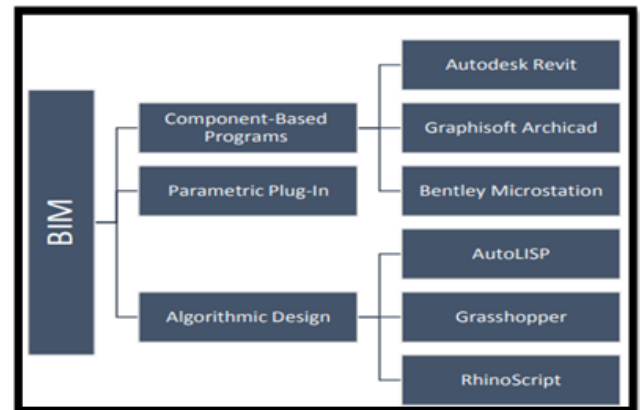 BIM
Component-Based
Programs
Autodesk Revit
Graphisoft Archicad
Bentley Microstation
Parametric Plug-In
Algorithmic Design
AutoLISP
Grasshopper
RhinoScript